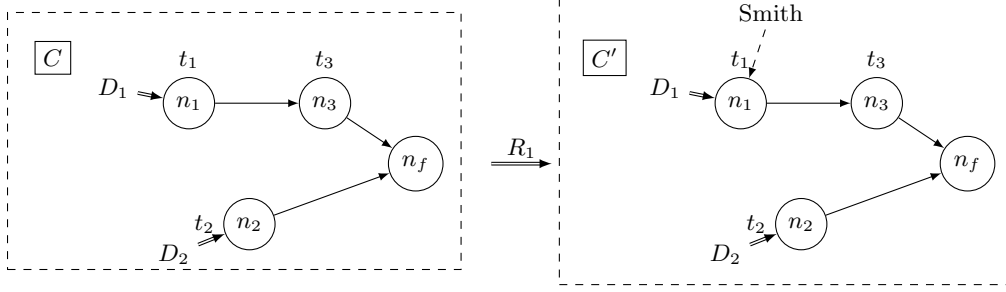 Smith
C
t1
t3
D1
n1
n3
nf
t2
n2
D2
R1
C′
t1
t3
D1
n1
n3
nf
t2
n2
D2